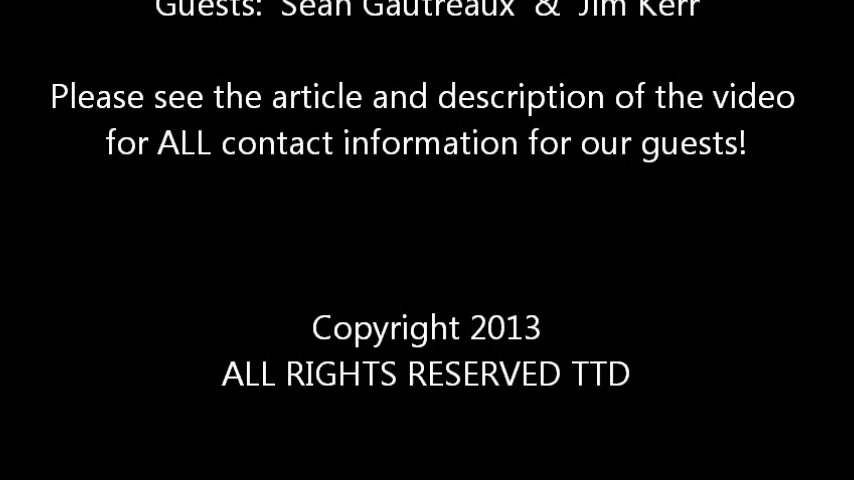 Guests: Sean Gautreaux & Jim Kerr
Please see the article and description of the video
for ALL contact information for our guests!
Copyright 2013
ALL RIGHTS RESERVED TTD